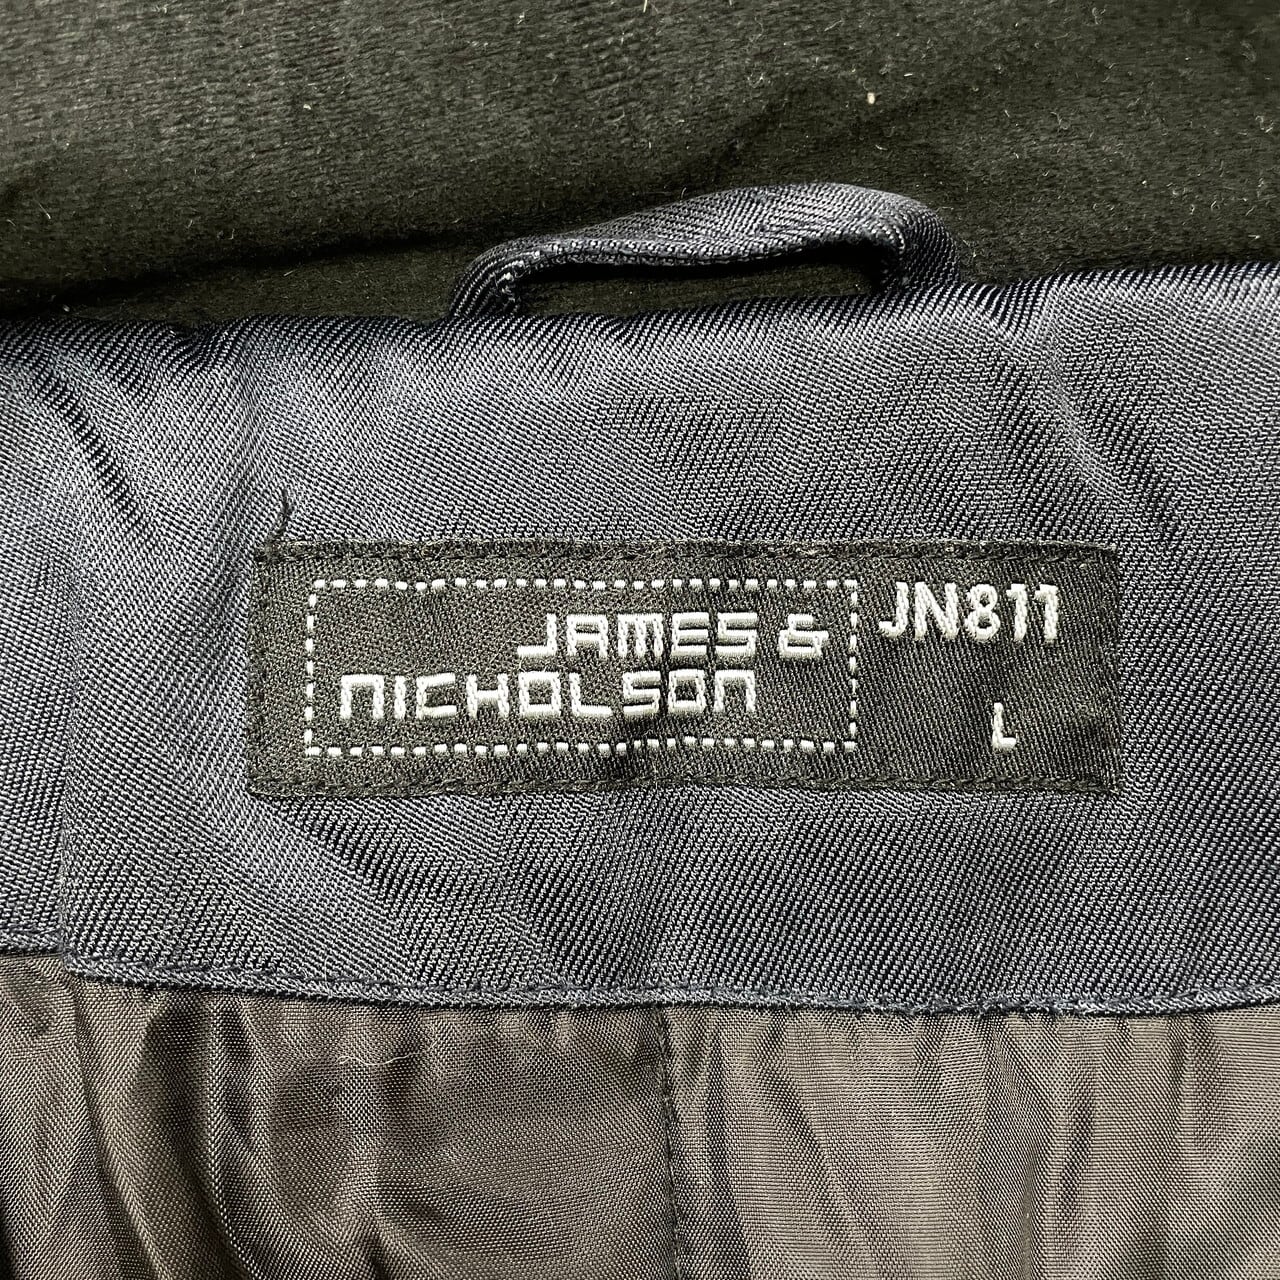 JAMES &
NICHOLSON
JN811
L